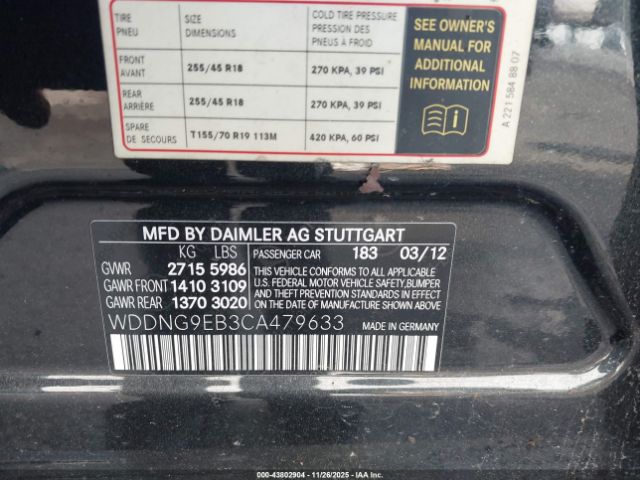 TIRE SIZE COLD TIRE PRESSURE
PNEU DIMENSIONS PRESSION DES
PNEUS À FROID
FRONT
AVANT 255/45 R18 270 KPA, 39 PSI
REAR
ARRIÈRE 255/45 R18 270 KPA, 39 PSI
SPARE
DE SECOURS T155/70 R19 113M 420 KPA, 60 PSI
SEE OWNER'S
MANUAL FOR
ADDITIONAL
INFORMATION
A 221 584 88 07
MFD BY DAIMLER AG STUTTGART
KG LBS PASSENGER CAR 183 03/12
GVWR 2715 5986
GAWR FRONT 1410 3109
GAWR REAR 1370 3020
THIS VEHICLE CONFORMS TO ALL APPLICABLE
U.S. FEDERAL MOTOR VEHICLE SAFETY,BUMPER
AND THEFT PREVENTION STANDARDS IN EFFECT
ON THE DATE OF MANUFACTURE SHOWN ABOVE
WDDNG9EB3CA479633 MADE IN GERMANY
000-43802904 - 11/26/2025 - IAAI.COM